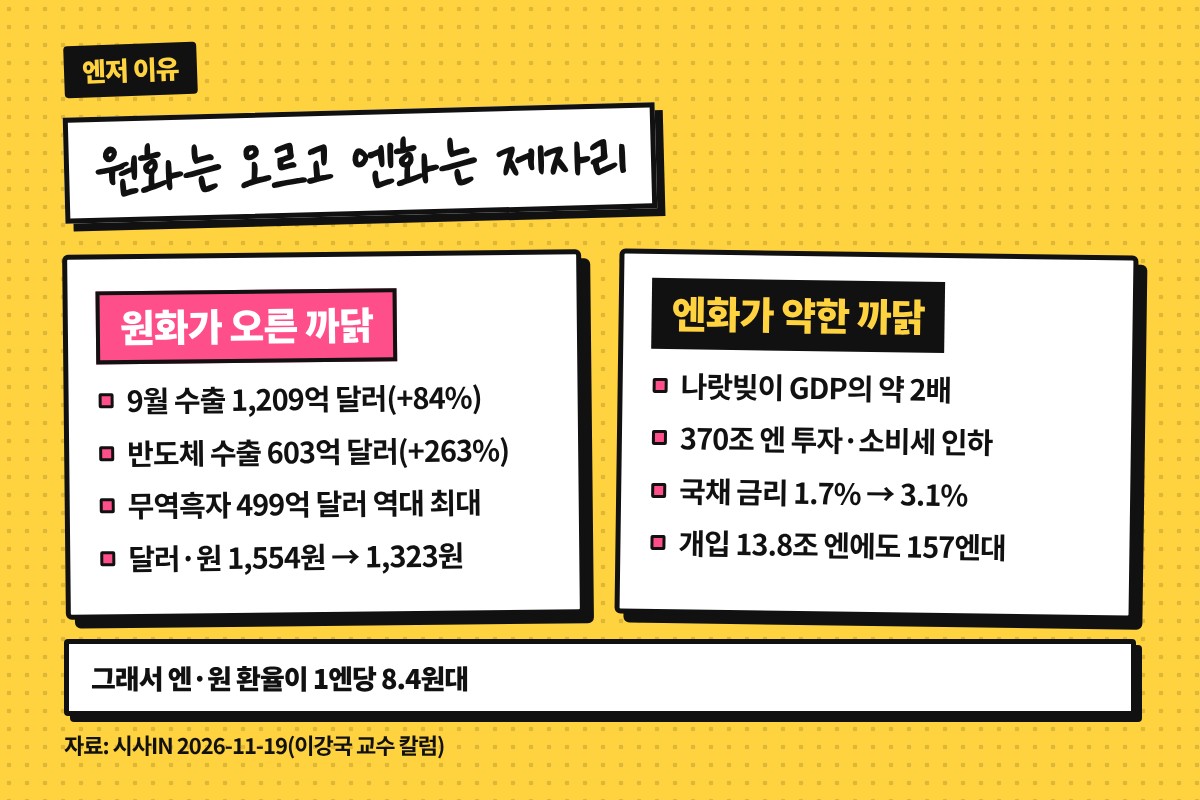 엔저 이유
원화는 오르고 엔화는 제자리
원화가 오른 까닭
9월 수출 1,209억 달러(+84%)
반도체 수출 603억 달러(+263%)
무역흑자 499억 달러 역대 최대
달러·원 1,554원 → 1,323원
엔화가 약한 까닭
나랏빚이 GDP의 약 2배
370조 엔 투자·소비세 인하
국채 금리 1.7% → 3.1%
개입 13.8조 엔에도 157엔대
그래서 엔·원 환율이 1엔당 8.4원대
자료: 시사IN 2026-11-19(이강국 교수 칼럼)